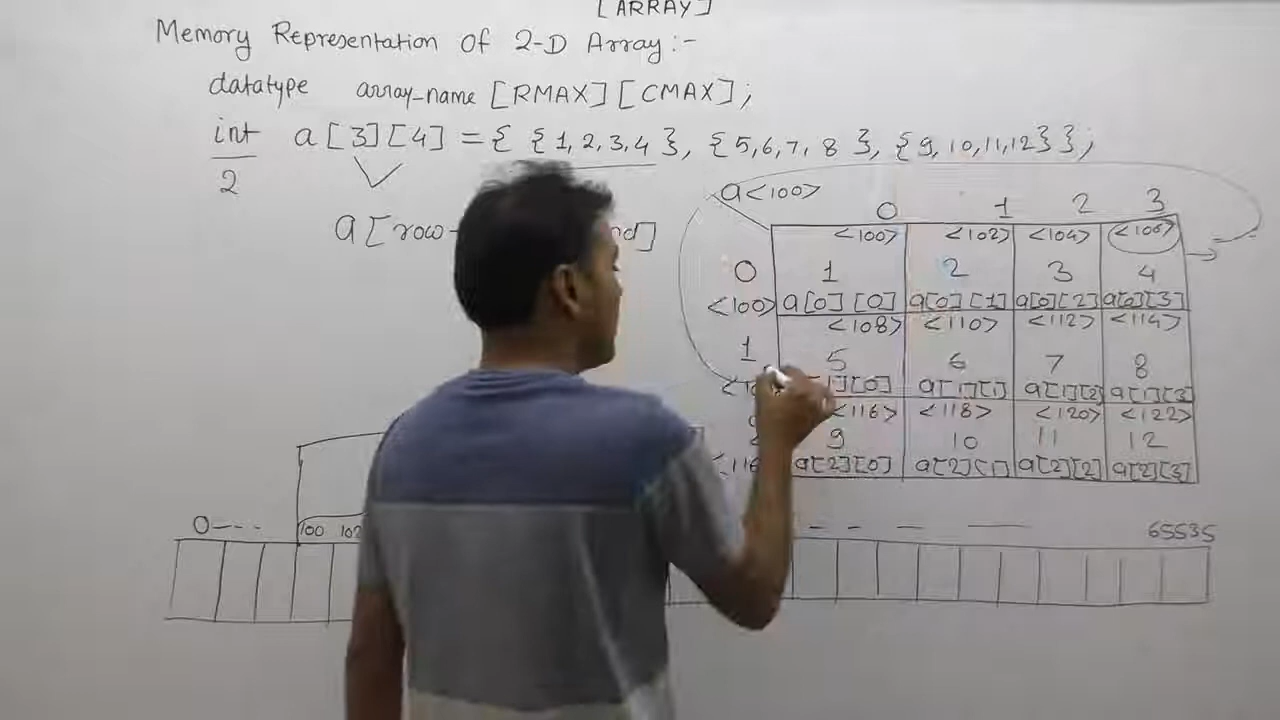 [ARRAY]
Memory Representation Of 2-D Array:-
datatype array-name [RMAX][CMAX];
int a[3][4] = { {1,2,3,4}, {5,6,7,8}, {9,10,11,12} };
2
a[row-
nd]
a<100>
0 1 2 3
<100> <102> <104> <106>
0 1 2 3 4
<100> a[0][0] a[0][1] a[0][2] a[0][3]
<108> <110> <112> <114>
1 5 6 7 8
][0] a[1][1] a[1][2] a[1][3]
<116> <118> <120> <122>
9 10 11 12
<116 a[2][0] a[2][1] a[2][2] a[2][3]
0--- 100 102 65535